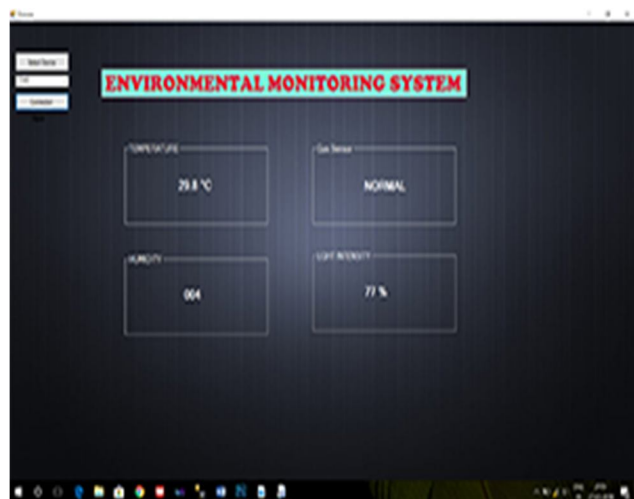 ENVIRONMENTAL MONITORING SYSTEM
TEMPERATURE
29.8 °C
Gas Sensor
NORMAL
HUMIDITY
004
LIGHT INTENSITY
77 %